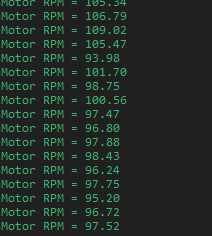 Motor RPM = 105.34
Motor RPM = 106.79
Motor RPM = 109.02
Motor RPM = 105.47
Motor RPM = 93.98
Motor RPM = 101.70
Motor RPM = 98.75
Motor RPM = 100.56
Motor RPM = 97.47
Motor RPM = 96.80
Motor RPM = 97.88
Motor RPM = 98.43
Motor RPM = 96.24
Motor RPM = 97.75
Motor RPM = 95.20
Motor RPM = 96.72
Motor RPM = 97.52